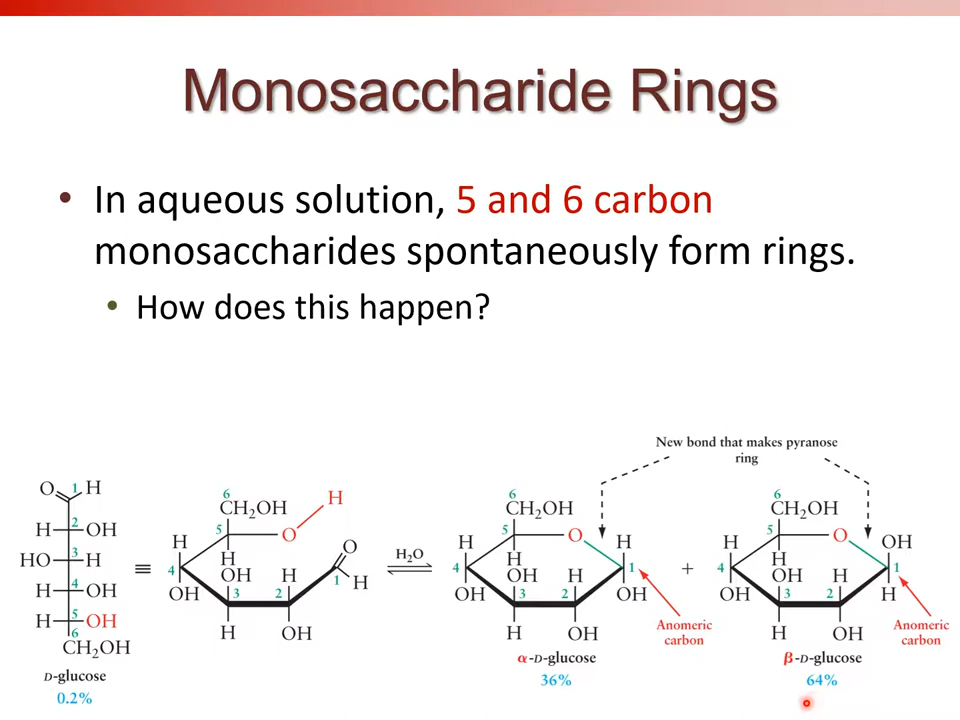 Monosaccharide Rings
• In aqueous solution, 5 and 6 carbon
monosaccharides spontaneously form rings.
• How does this happen?
New bond that makes pyranose
ring
O 1 H
H 2 OH
HO 3 H
H 4 OH
H 5 OH
6
CH₂OH
D-glucose
0.2%
≡
6
CH₂OH H
5 O
H H O
4 OH H 1 H
OH 3 2
H OH
H₂O
6
CH₂OH
5 O
H H H
4 OH H 1
OH 3 2 OH
H OH
Anomeric
carbon
α-D-glucose
36%
+
6
CH₂OH
5 O
H H OH
4 OH H 1
OH 3 2 H
H OH
Anomeric
carbon
β-D-glucose
64%